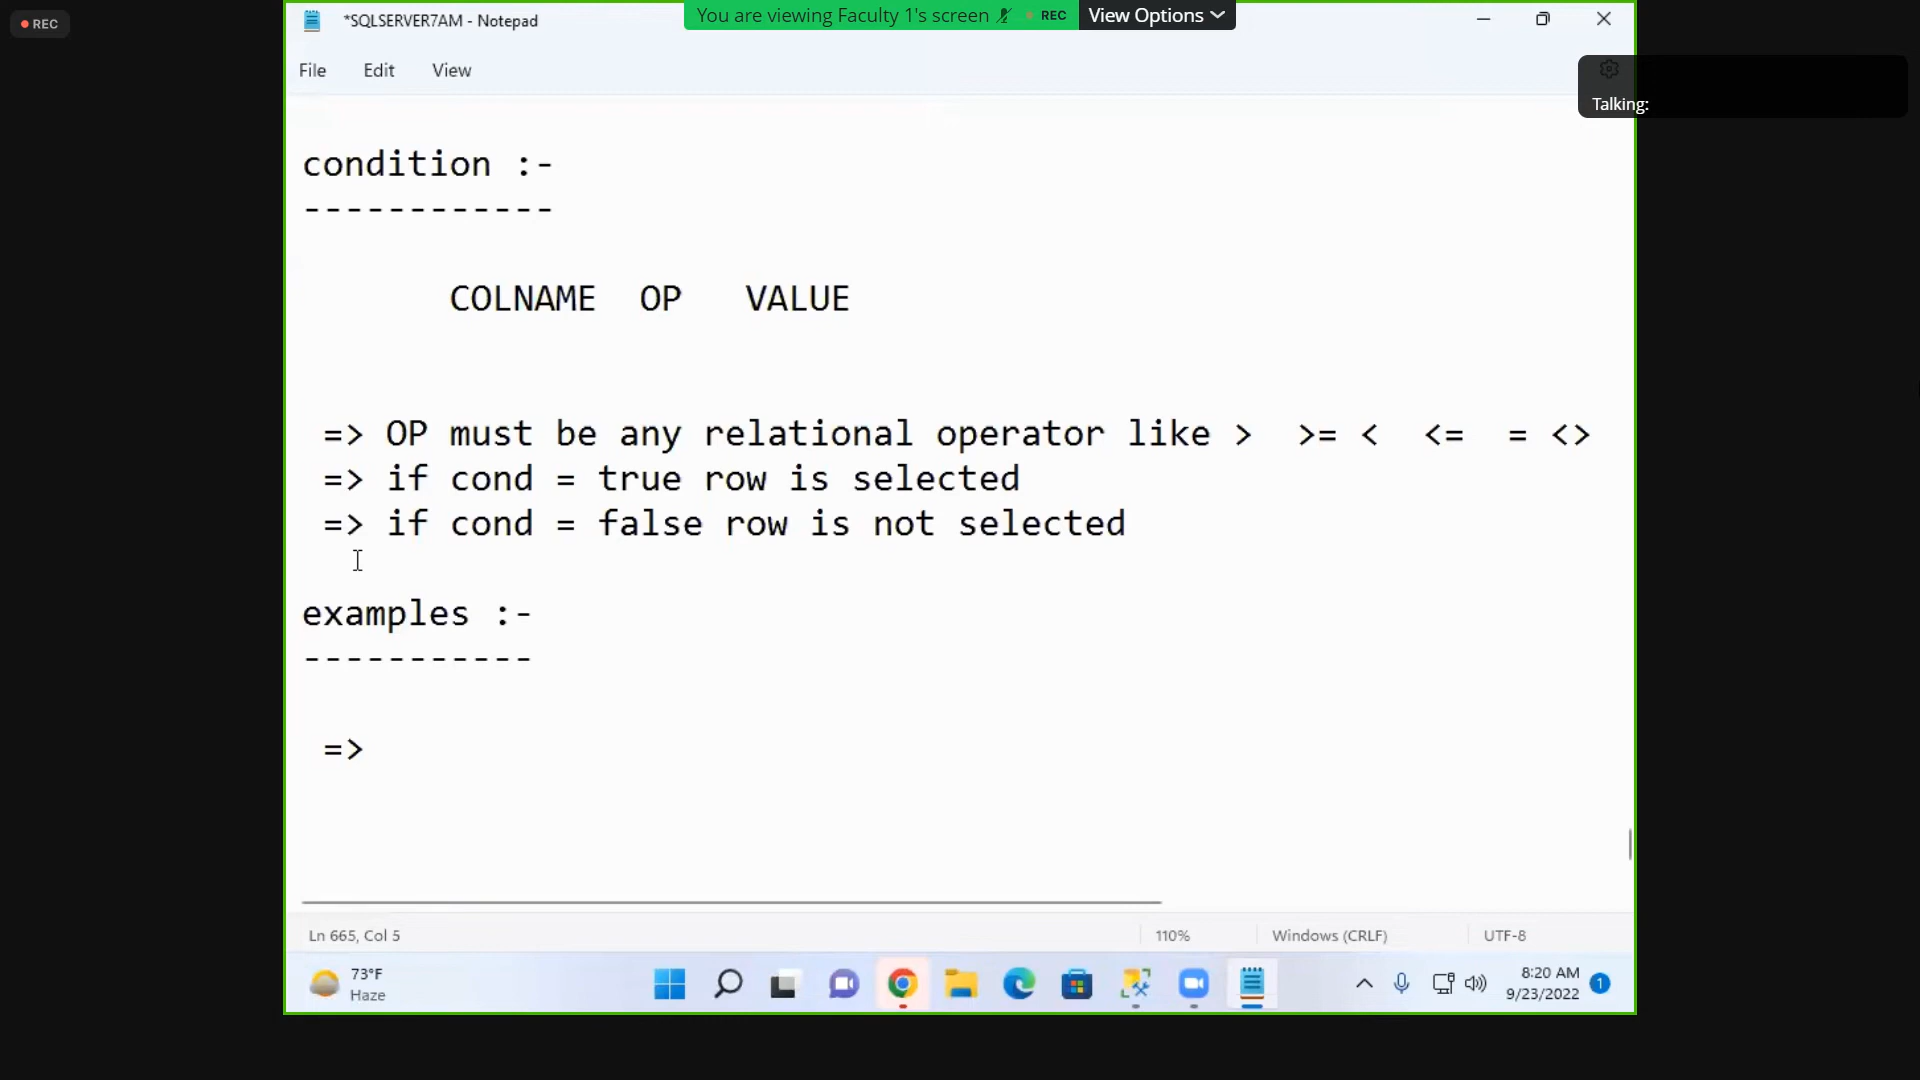 REC
*SQLSERVER7AM - Notepad
You are viewing Faculty 1's screen REC View Options
File Edit View
Talking:
condition :-
------------
COLNAME OP VALUE
=> OP must be any relational operator like > >= < <= = <>
=> if cond = true row is selected
=> if cond = false row is not selected
examples :-
-----------
=>
Ln 665, Col 5 110% Windows (CRLF) UTF-8
73°F
Haze
8:20 AM
9/23/2022 1